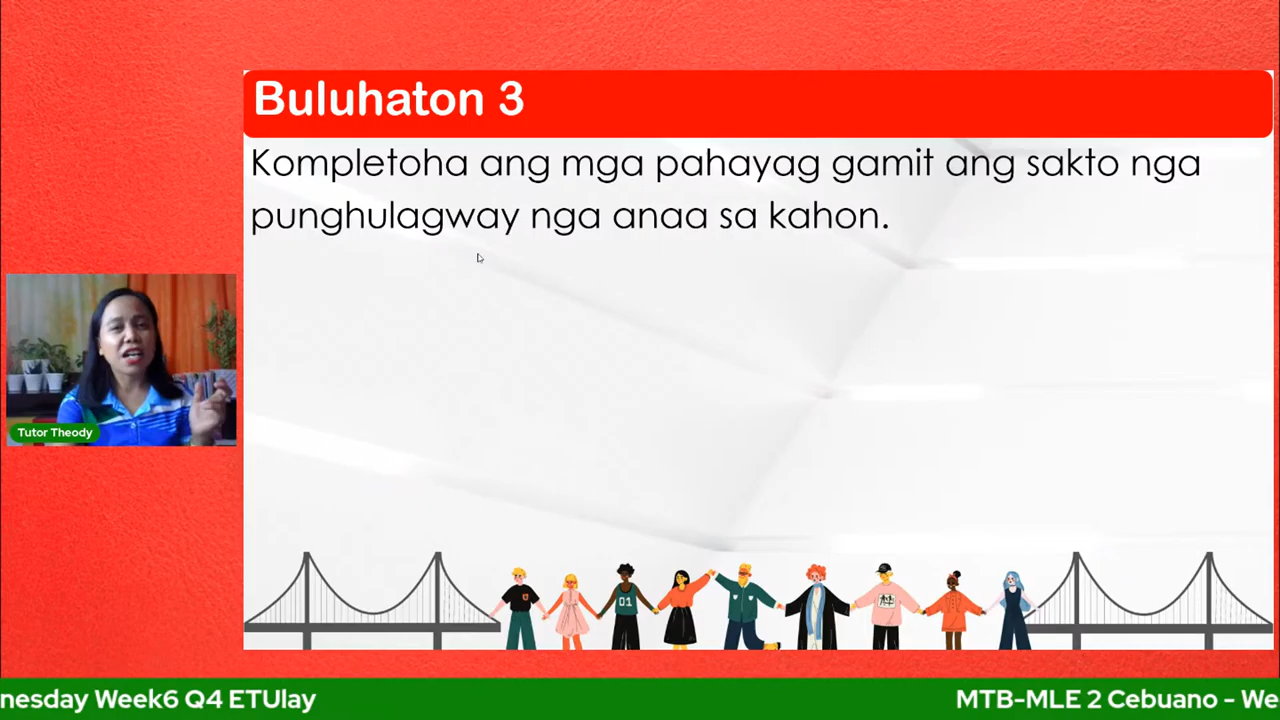 Buluhaton 3
Kompletoha ang mga pahayag gamit ang sakto nga
punghulagway nga anaa sa kahon.
Tutor Theody
01
nesday Week6 Q4 ETUlay
MTB-MLE 2 Cebuano - We